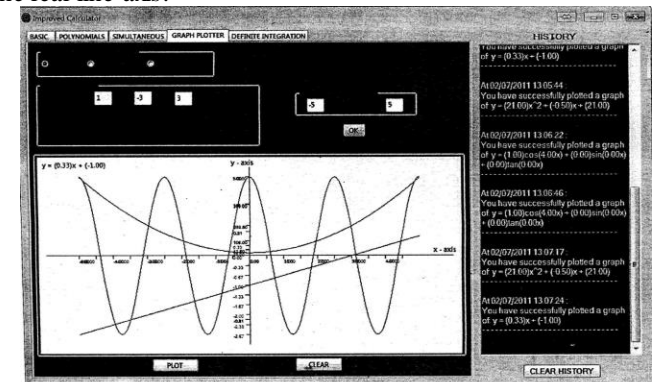 Improved Calculator
BASIC POLYNOMIALS SIMULTANEOUS GRAPH PLOTTER DEFINITE INTEGRATION
1 -3 3
-5 5
OK
y = (0.33)x + (-1.00)
y - axis
x - axis
PLOT
CLEAR
HISTORY
You have successfully plotted a graph
of y = (0.33)x + (-1.00)
At 02/07/2011 13:05:44 :
You have successfully plotted a graph
of y = (21.00)x^2 + (-0.50)x + (21.00)
At 02/07/2011 13:06:22 :
You have successfully plotted a graph
of y = (1.00)cos(4.00x) + (0.00)sin(0.00x)
+ (0.00)tan(0.00x)
At 02/07/2011 13:06:46 :
You have successfully plotted a graph
of y = (1.00)cos(4.00x) + (0.00)sin(0.00x)
+ (0.00)tan(0.00x)
At 02/07/2011 13:07:17 :
You have successfully plotted a graph
of y = (21.00)x^2 + (-0.50)x + (21.00)
At 02/07/2011 13:07:24 :
You have successfully plotted a graph
of y = (0.33)x + (-1.00)
CLEAR HISTORY